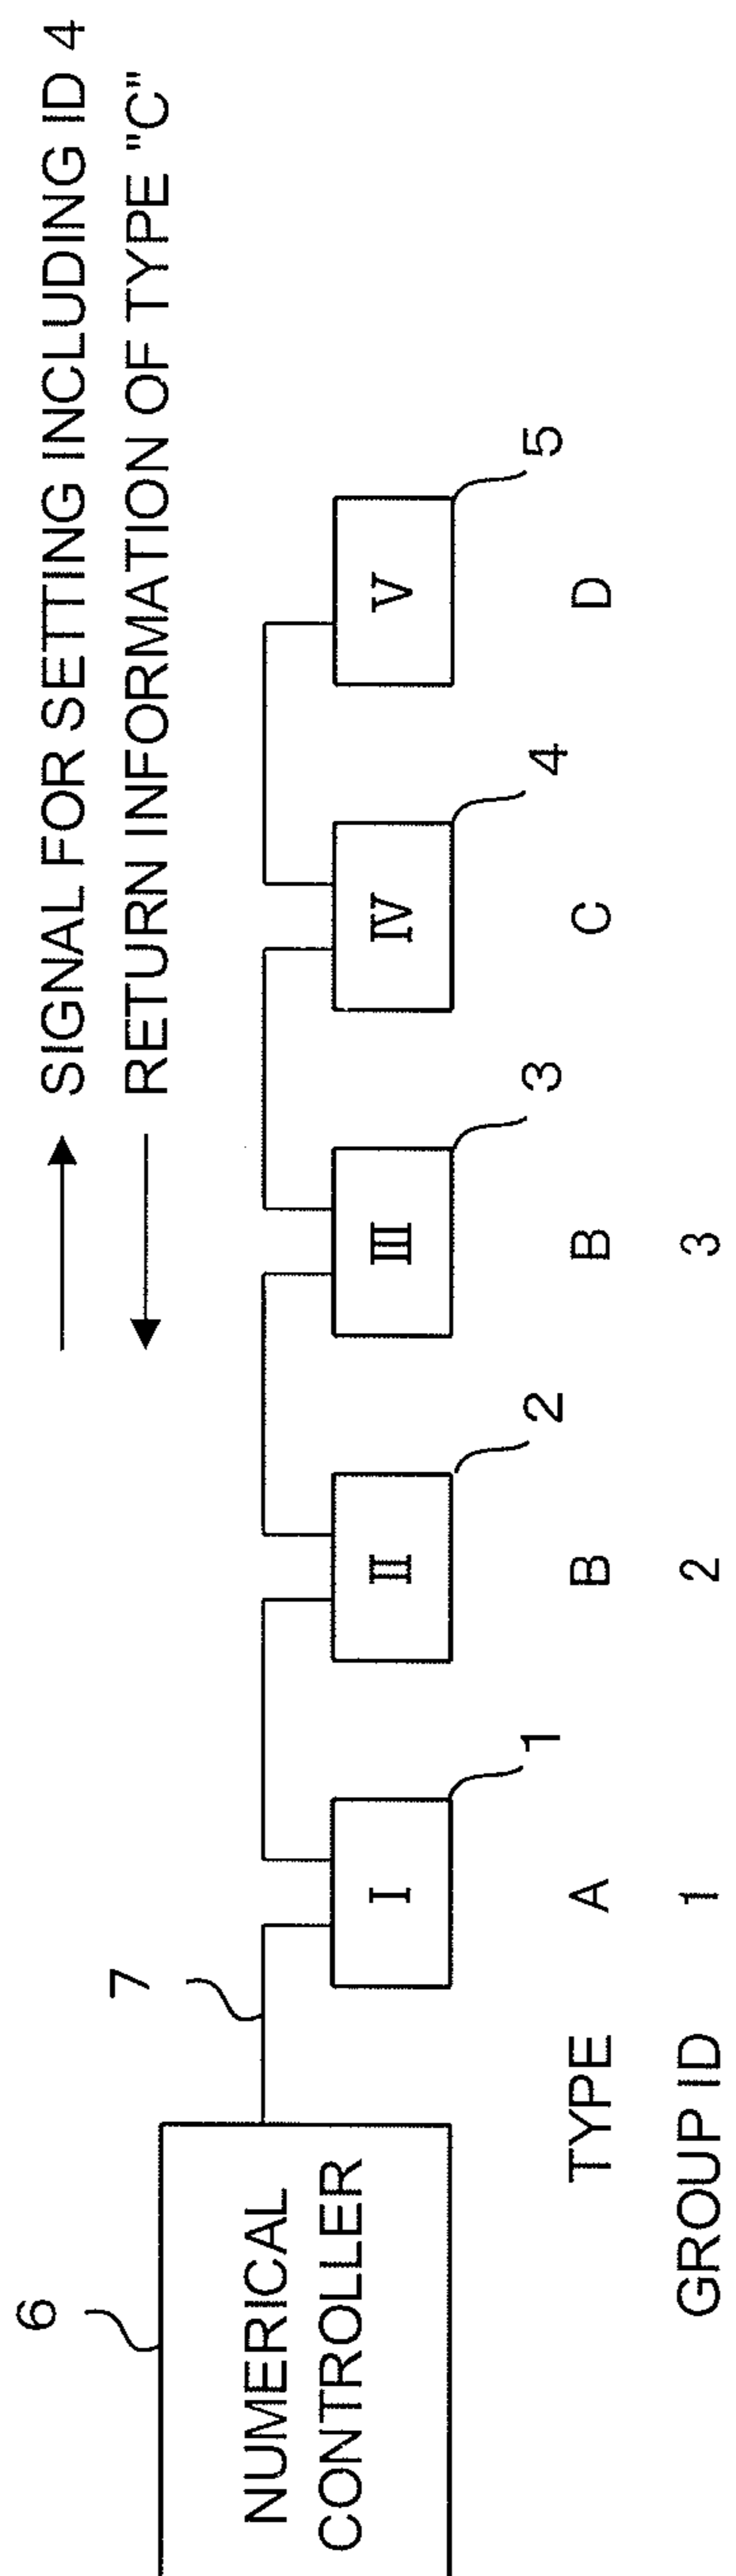 SIGNAL FOR SETTING INCLUDING ID 4
RETURN INFORMATION OF TYPE "C"
6
7
NUMERICAL
CONTROLLER
I
II
III
IV
V
1
2
3
4
5
TYPE A B B C D
GROUP ID 1 2 3